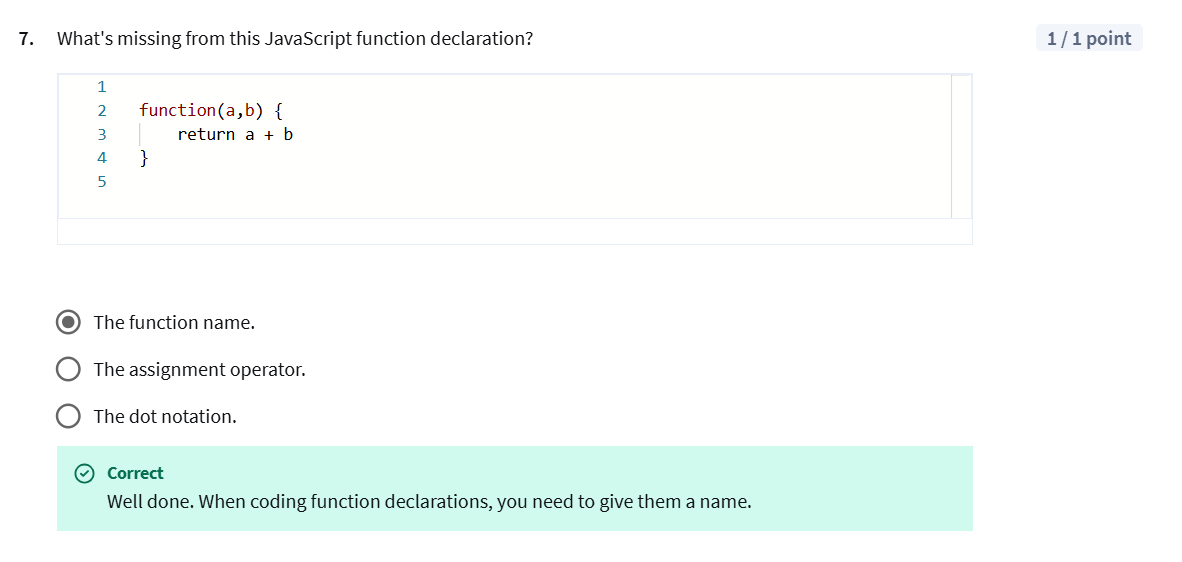 7. What's missing from this JavaScript function declaration?
1 / 1 point
1
2 function(a,b) {
3     return a + b
4 }
5
The function name.
The assignment operator.
The dot notation.
Correct
Well done. When coding function declarations, you need to give them a name.